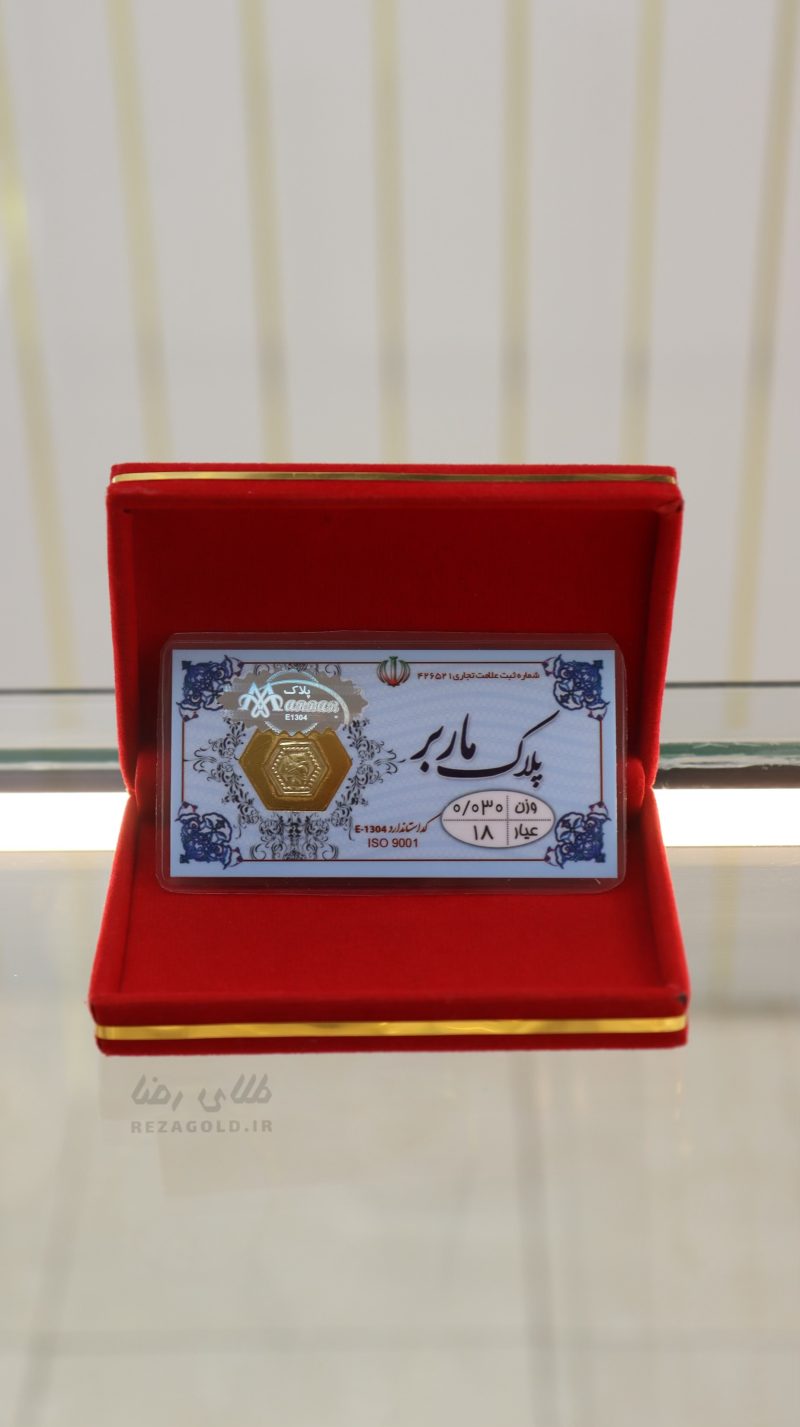 شماره ثبت علامت تجاری ۴۲۶۵۲۱
پلاک
Mannan
E1304
پلاک ماربر
وزن ۰/۰۳۰
عیار ۱۸
کد استاندارد E-1304
ISO 9001
طلای رضا
REZAGOLD.IR